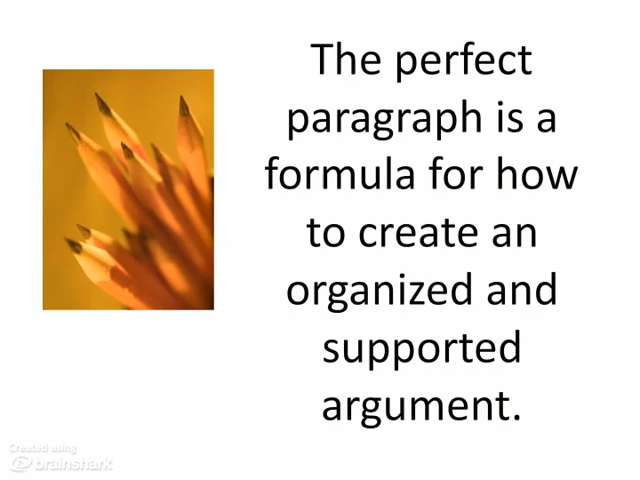 The perfect
paragraph is a
formula for how
to create an
organized and
supported
argument.
Created using
brainshark